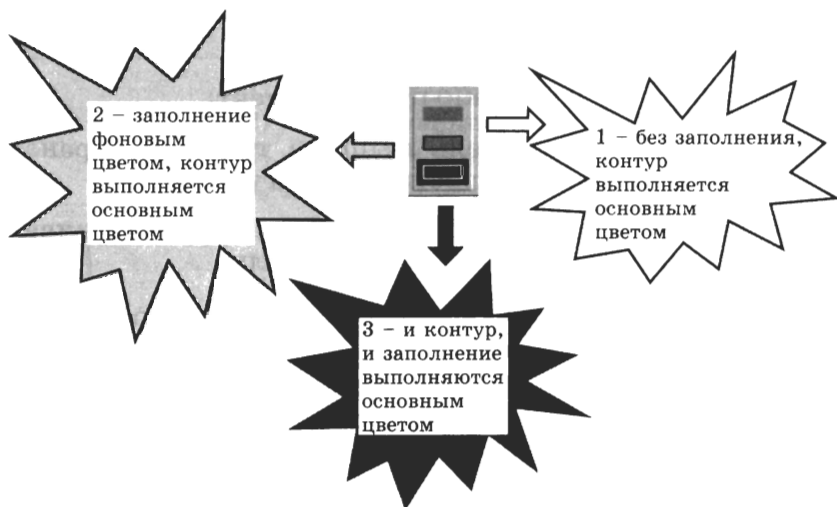 2 – заполнение
фоновым
цветом, контур
выполняется
основным
цветом
1 – без заполнения,
контур
выполняется
основным
цветом
3 – и контур,
и заполнение
выполняются
основным
цветом